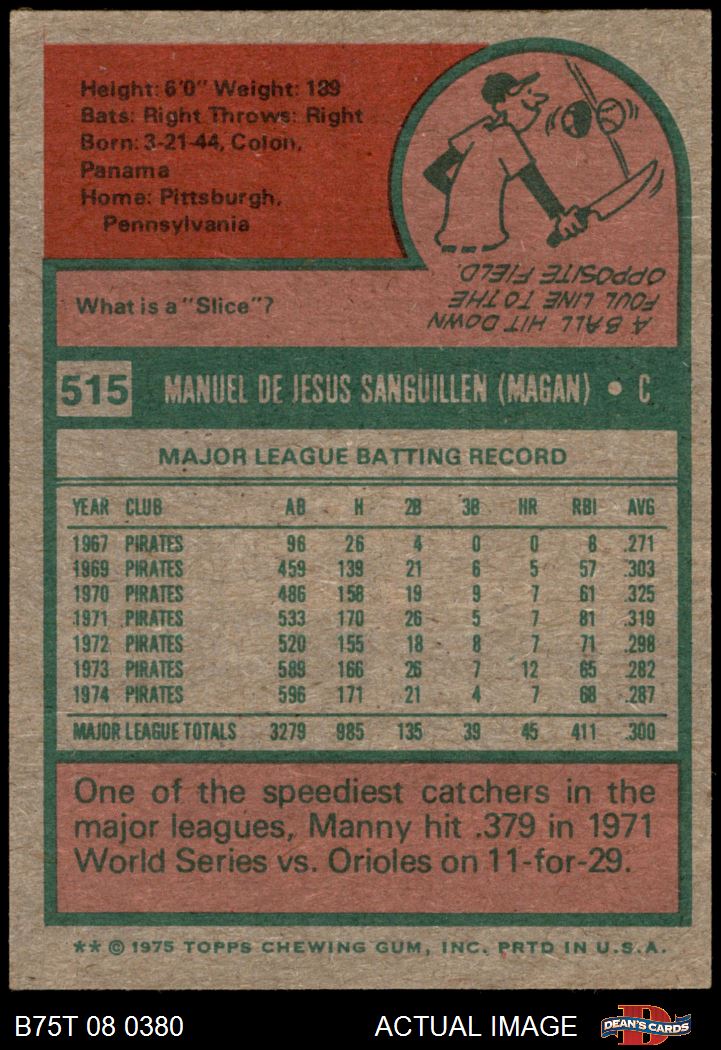 Height: 6'0" Weight: 189
Bats: Right Throws: Right
Born: 3-21-44, Colon,
Panama
Home: Pittsburgh,
Pennsylvania
What is a "Slice"?
A BALL HIT DOWN
FOUL LINE TO THE
OPPOSITE FIELD.
515 MANUEL DE JESUS SANGUILLEN (MAGAN) • C
MAJOR LEAGUE BATTING RECORD
YEAR CLUB AB H 2B 3B HR RBI AVG
1967 PIRATES 96 26 4 0 0 8 .271
1969 PIRATES 459 139 21 6 5 57 .303
1970 PIRATES 486 158 19 9 7 61 .325
1971 PIRATES 533 170 26 5 7 81 .319
1972 PIRATES 520 155 18 8 7 71 .298
1973 PIRATES 589 166 26 7 12 65 .282
1974 PIRATES 596 171 21 4 7 68 .287
MAJOR LEAGUE TOTALS 3279 985 135 39 45 411 .300
One of the speediest catchers in the
major leagues, Manny hit .379 in 1971
World Series vs. Orioles on 11-for-29.
** © 1975 TOPPS CHEWING GUM, INC. PRTD IN U.S.A.
B75T 08 0380 ACTUAL IMAGE DEAN'S CARDS